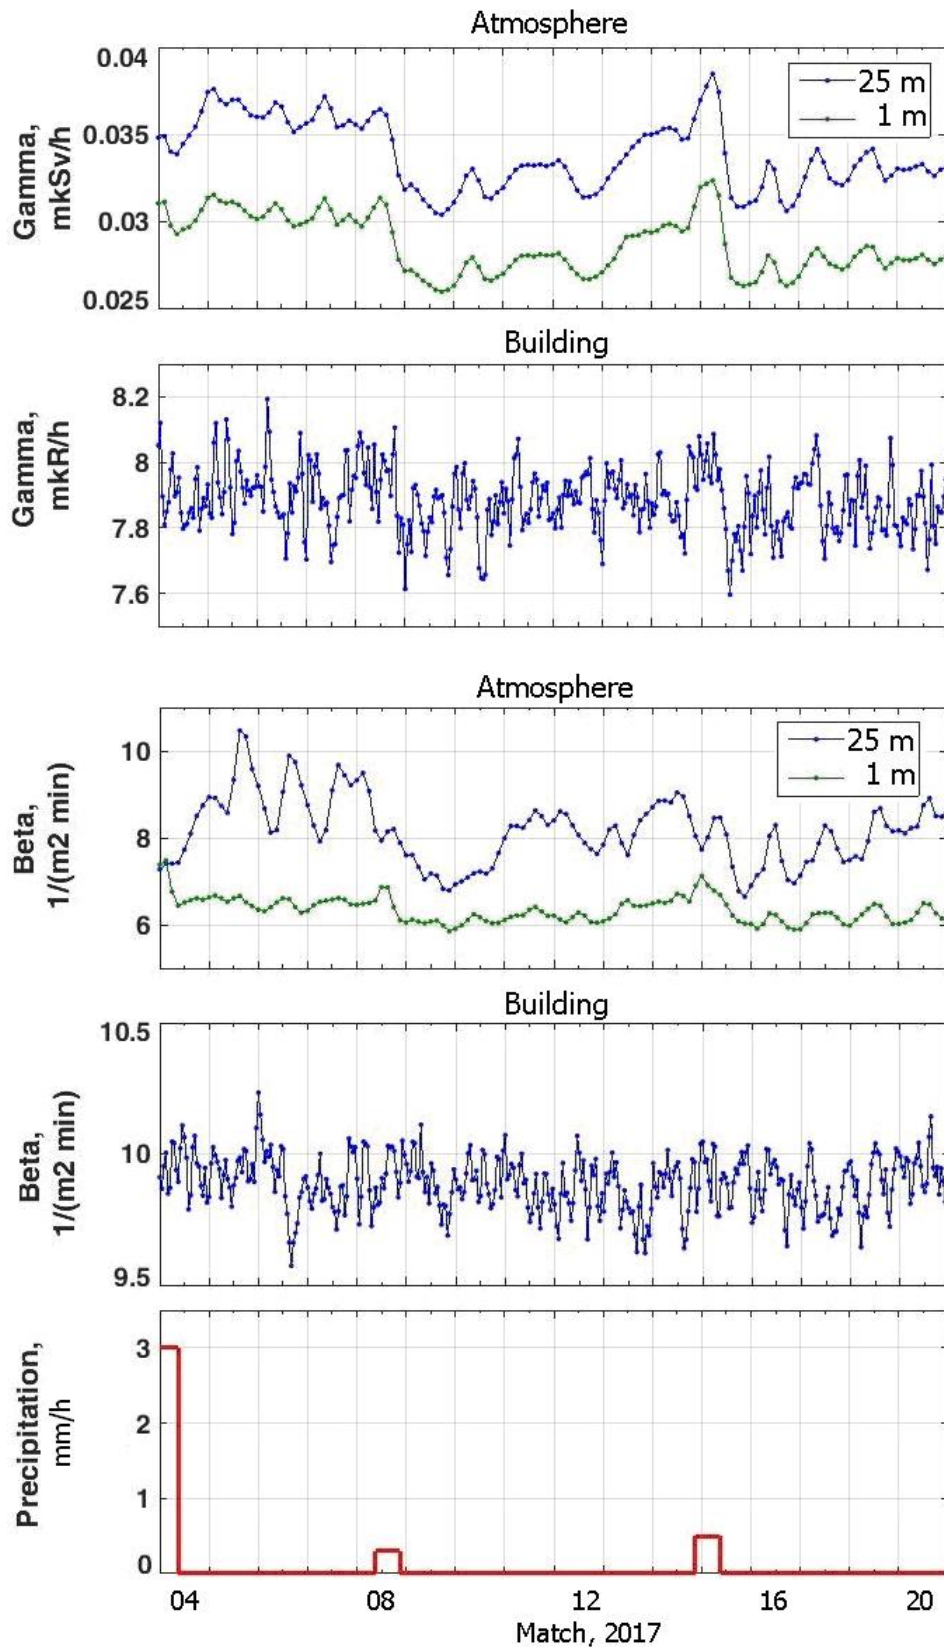 Atmosphere
Gamma,
mkSv/h
0.04
0.035
0.03
0.025
25 m
1 m
Building
Gamma,
mkR/h
8.2
8
7.8
7.6
Atmosphere
Beta,
1/(m2 min)
10
8
6
25 m
1 m
Building
Beta,
1/(m2 min)
10.5
10
9.5
Precipitation,
mm/h
3
2
1
0
04 08 12 16 20
Match, 2017